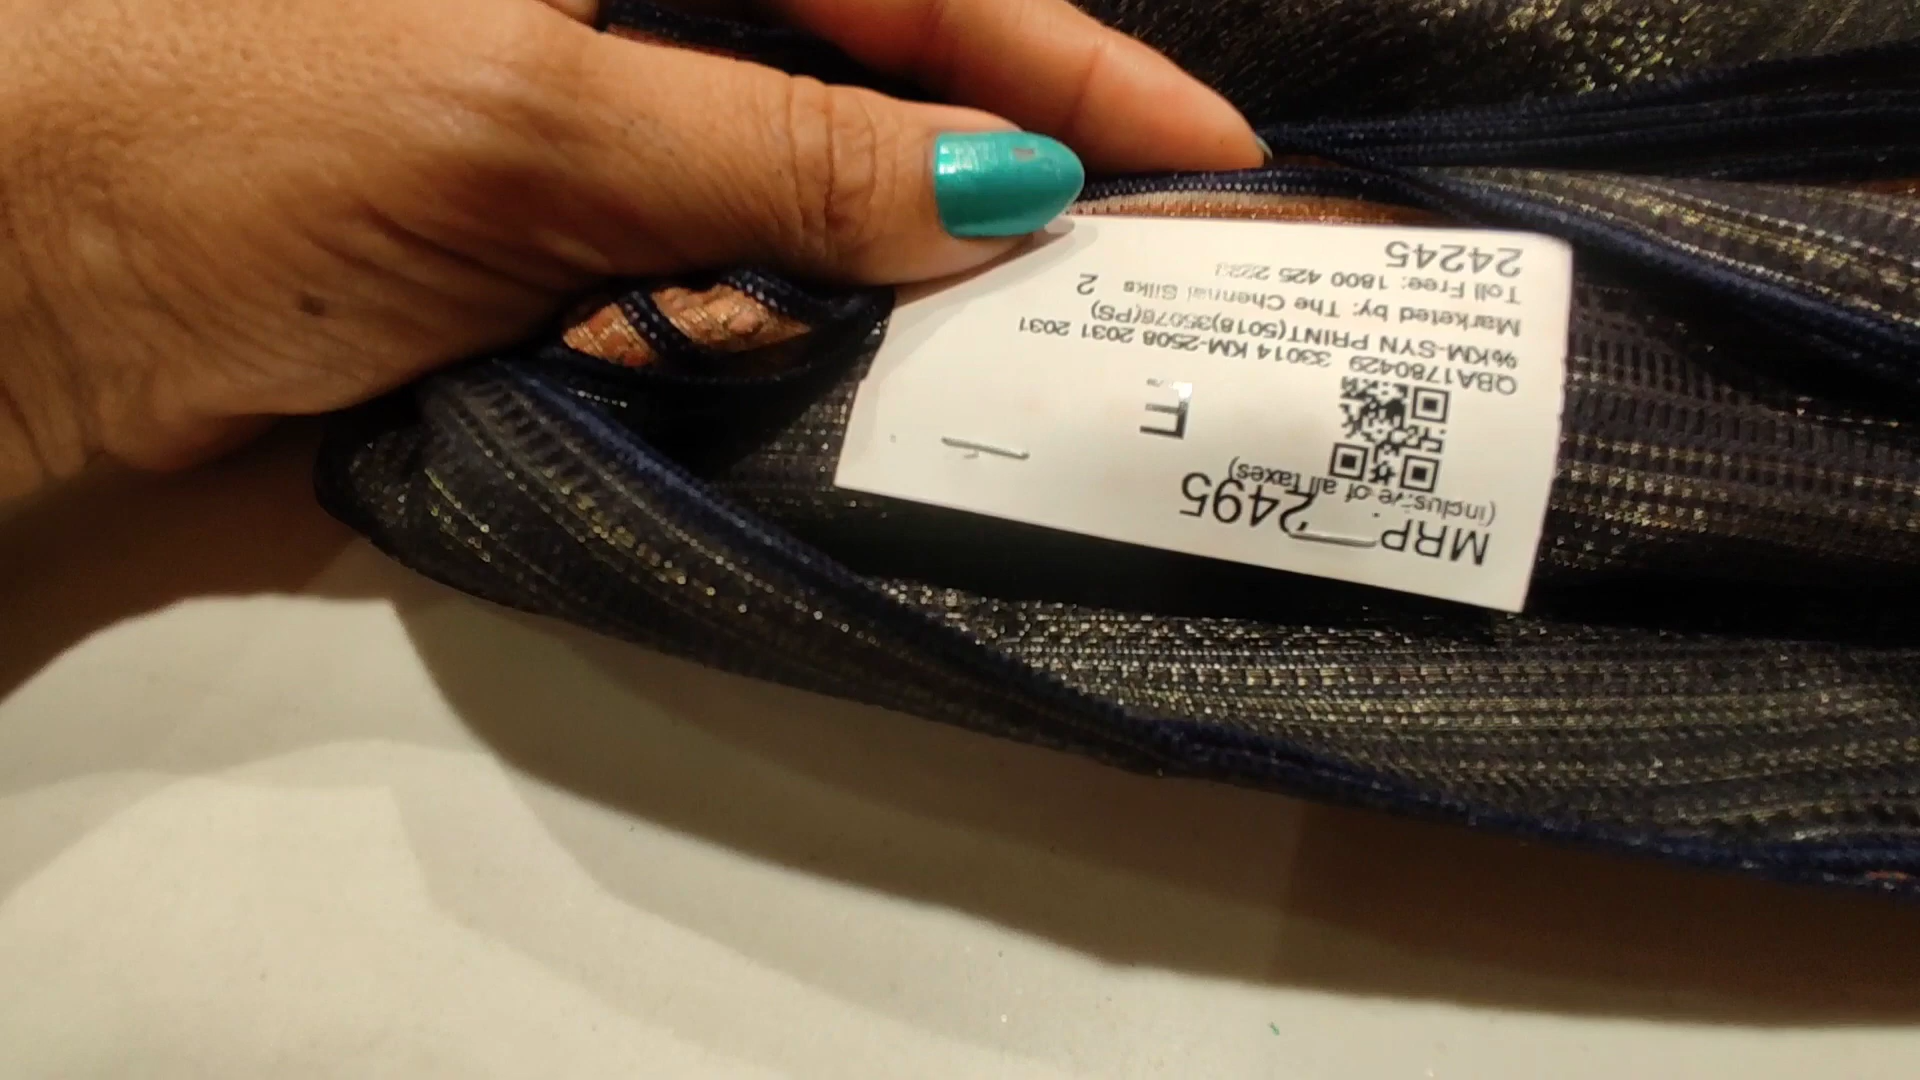 MRP. 2495
(inclusive of all Taxes)
E
QBA1780429 33014 KM-2508 2031 2031
%KM-SYN PRINT(5018)35078(PS)
Marketed by: The Chennai Silks 2
Toll Free: 1800 425
24245